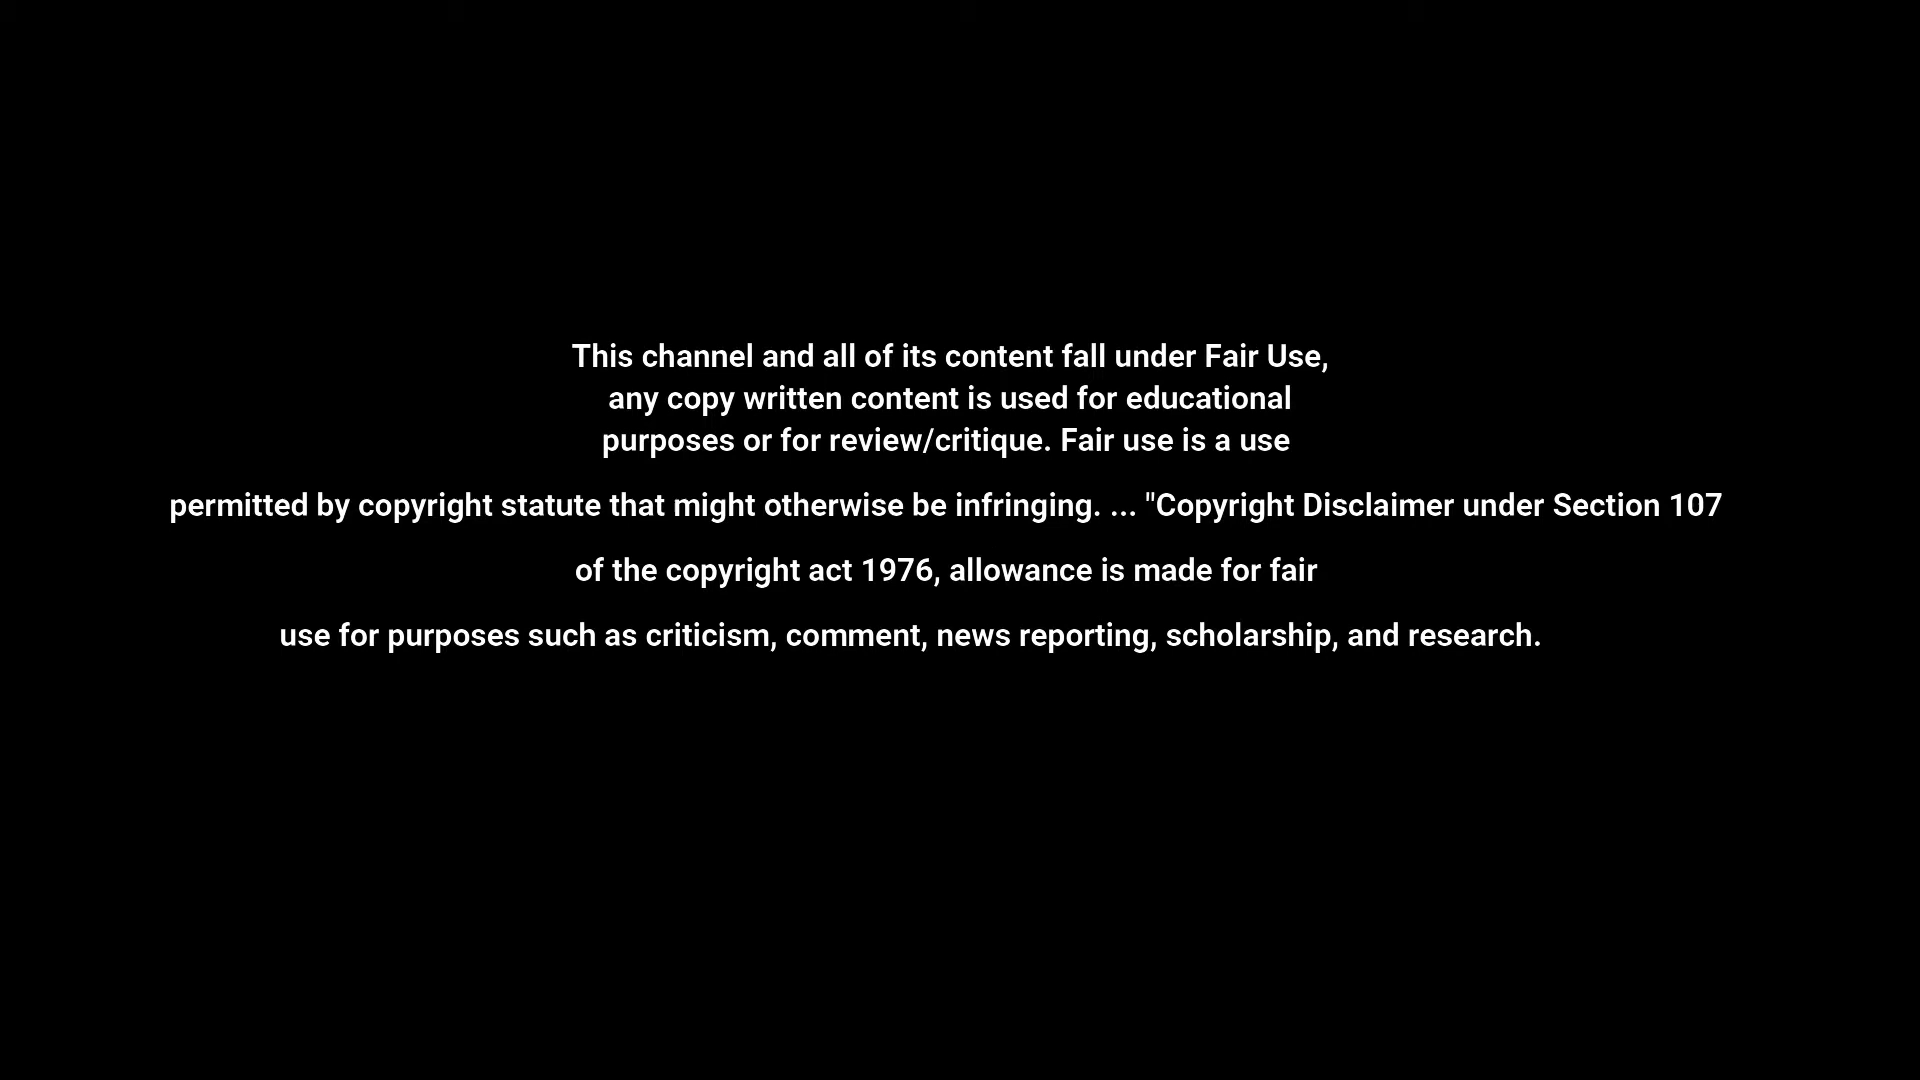 This channel and all of its content fall under Fair Use,
any copy written content is used for educational
purposes or for review/critique. Fair use is a use
permitted by copyright statute that might otherwise be infringing. ... "Copyright Disclaimer under Section 107
of the copyright act 1976, allowance is made for fair
use for purposes such as criticism, comment, news reporting, scholarship, and research.